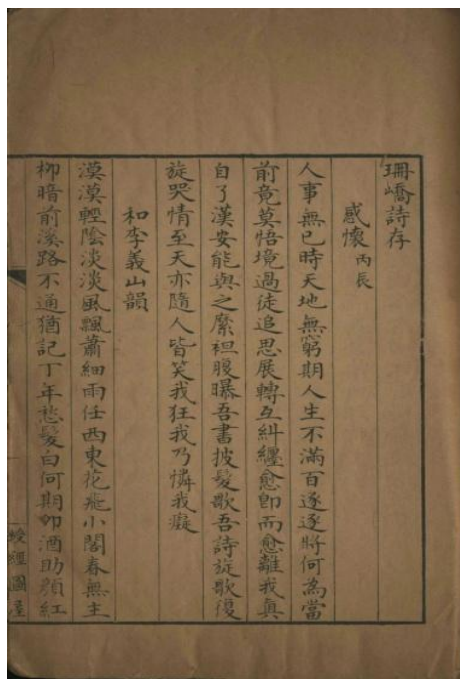 珊嶠詩存
感懷 丙辰
人事無已時天地無窮期人生不滿百逐逐將何為當
前竟莫悟境過徒追思展轉互糾纏愈即而愈離我真
自了漢安能與之縻袒腹曝吾書披髮歌吾詩旋歌復
旋哭情至天亦隨人皆笑我狂我乃憐我癡
和李義山韻
漠漠輕陰淡淡風飄蕭細雨任西東花飛小閣春無主
柳暗前溪路不通猶記丁年愁髮白何期卯酒助顏紅
經圖屋